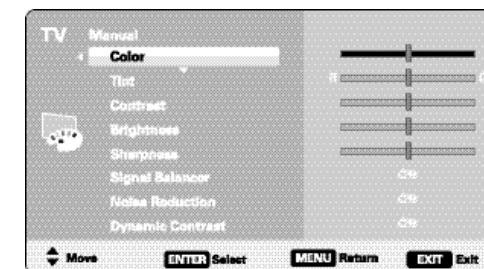 TV Manual
Color
Tint R G
Contrast
Brightness
Sharpness
Signal Balancer On
Noise Reduction On
Dynamic Contrast On
Move ENTER Select MENU Return EXIT Exit